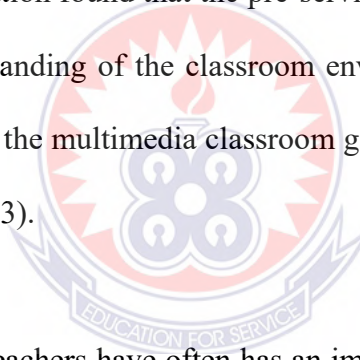 ation found that the pre-serv
anding of the classroom env
the multimedia classroom g
3).
EDUCATION FOR SERVICE
eachers have often has an im